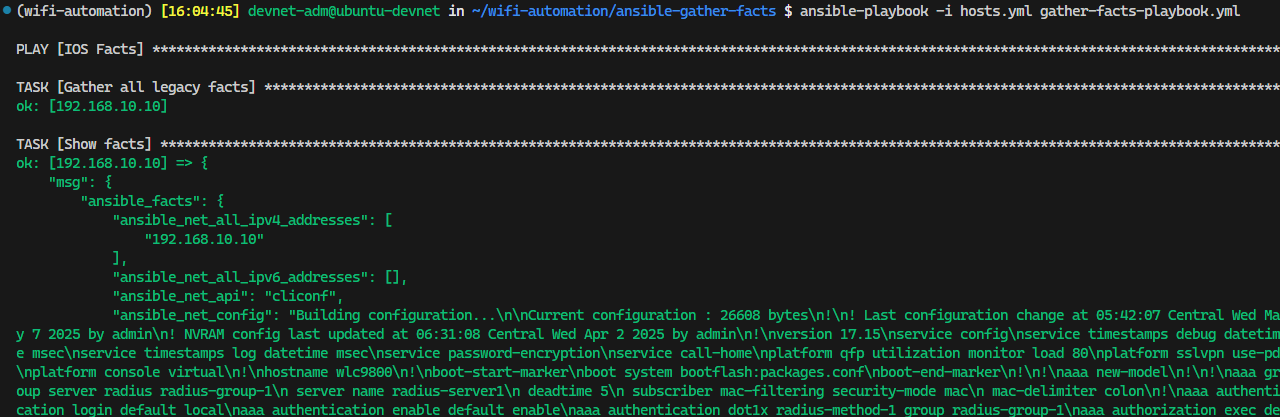 (wifi-automation) [16:04:45] devnet-adm@ubuntu-devnet in ~/wifi-automation/ansible-gather-facts $ ansible-playbook -i hosts.yml gather-facts-playbook.yml
PLAY [IOS Facts] *********************************************************************************************************************************************
TASK [Gather all legacy facts] *******************************************************************************************************************************
ok: [192.168.10.10]
TASK [Show facts] ********************************************************************************************************************************************
ok: [192.168.10.10] => {
"msg": {
"ansible_facts": {
"ansible_net_all_ipv4_addresses": [
"192.168.10.10"
],
"ansible_net_all_ipv6_addresses": [],
"ansible_net_api": "cliconf",
"ansible_net_config": "Building configuration...\n\nCurrent configuration : 26608 bytes\n!\n! Last configuration change at 05:42:07 Central Wed Ma
y 7 2025 by admin\n! NVRAM config last updated at 06:31:08 Central Wed Apr 2 2025 by admin\n!\nversion 17.15\nservice config\nservice timestamps debug datetim
e msec\nservice timestamps log datetime msec\nservice password-encryption\nservice call-home\nplatform qfp utilization monitor load 80\nplatform sslvpn use-pd
\nplatform console virtual\n!\nhostname wlc9800\n!\nboot-start-marker\nboot system bootflash:packages.conf\nboot-end-marker\n!\n!\naaa new-model\n!\n!\naaa gr
oup server radius radius-group-1\n server name radius-server1\n deadtime 5\n subscriber mac-filtering security-mode mac\n mac-delimiter colon\n!\naaa authenti
cation login default local\naaa authentication enable default enable\naaa authentication dot1x radius-method-1 group radius-group-1\naaa authorization exec de